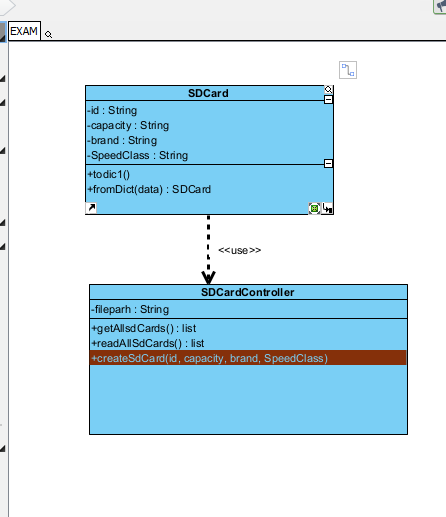 EXAM
SDCard
-id : String
-capacity : String
-brand : String
-SpeedClass : String
+todic1()
+fromDict(data) : SDCard
<<use>>
SDCardController
-fileparh : String
+getAllsdCards() : list
+readAllSdCards() : list
+createSdCard(id, capacity, brand, SpeedClass)